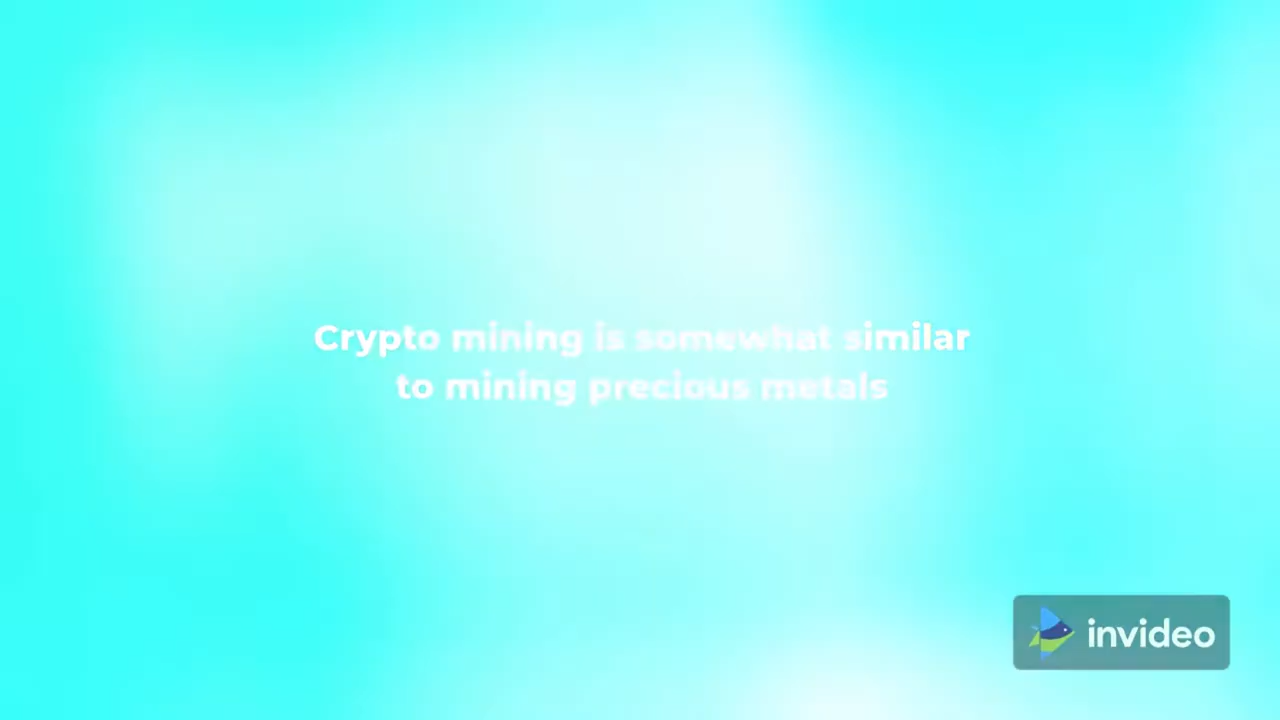 Crypto mining is somewhat similar
to mining precious metals
invideo